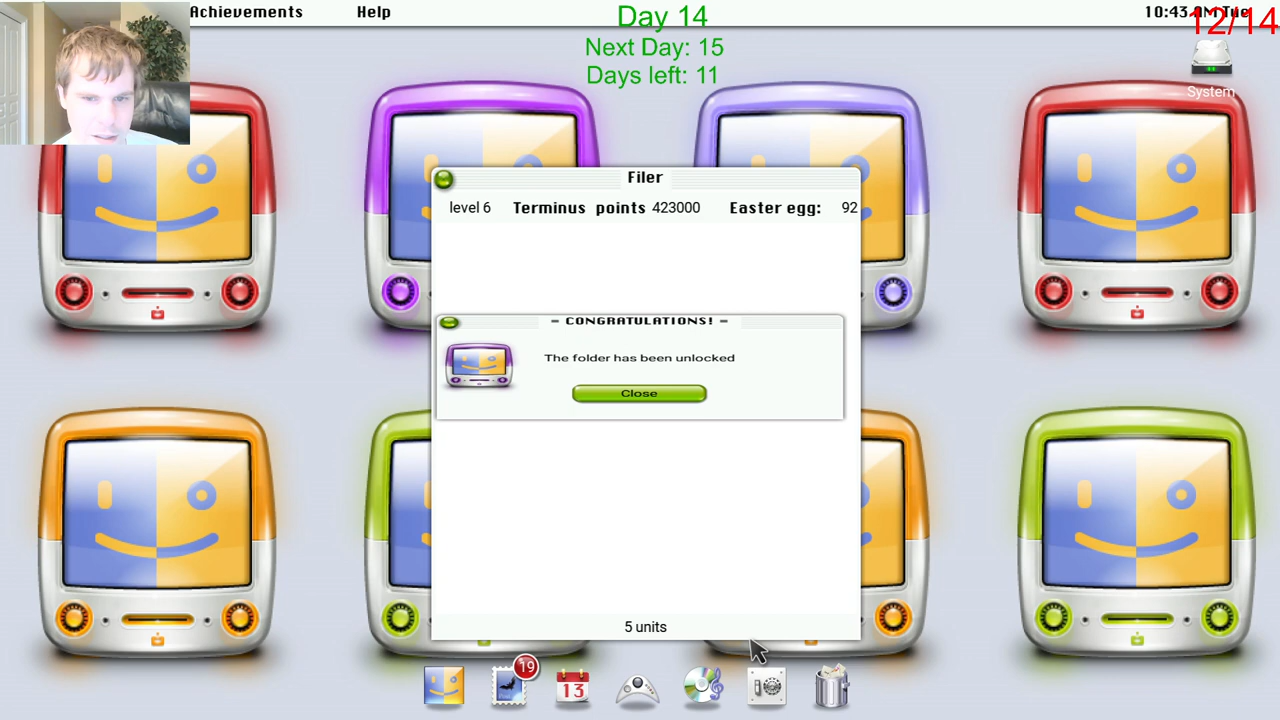 Achievements Help
10:43 AM Tue
12/14
Day 14
Next Day: 15
Days left: 11
System
Filer
level 6 Terminus points 423000 Easter egg: 92
= CONGRATULATIONS! =
The folder has been unlocked
Close
5 units
19
13